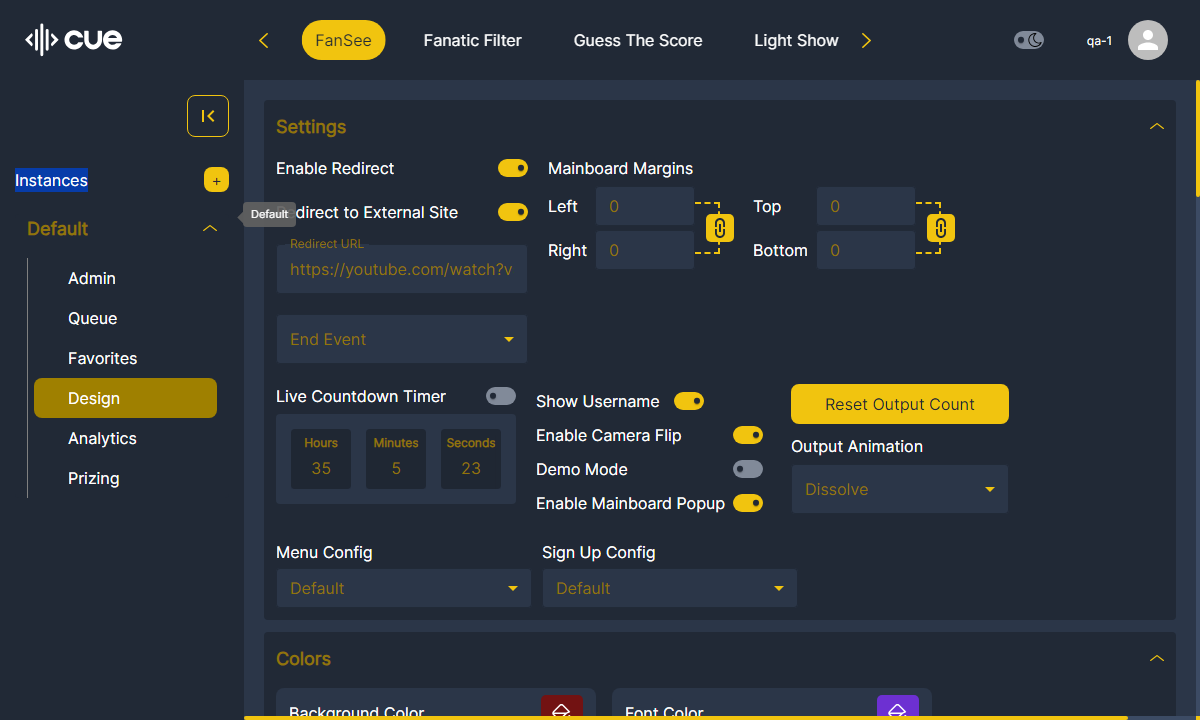 cue
FanSee
Fanatic Filter
Guess The Score
Light Show
qa-1
Instances
+
Default
Admin
Queue
Favorites
Design
Analytics
Prizing
Default
Settings
Enable Redirect
direct to External Site
Redirect URL
https://youtube.com/watch?v
End Event
Mainboard Margins
Left 0
Right 0
Top 0
Bottom 0
Live Countdown Timer
Hours Minutes Seconds
35 5 23
Show Username
Enable Camera Flip
Demo Mode
Enable Mainboard Popup
Reset Output Count
Output Animation
Dissolve
Menu Config
Default
Sign Up Config
Default
Colors
Background Color
Font Color